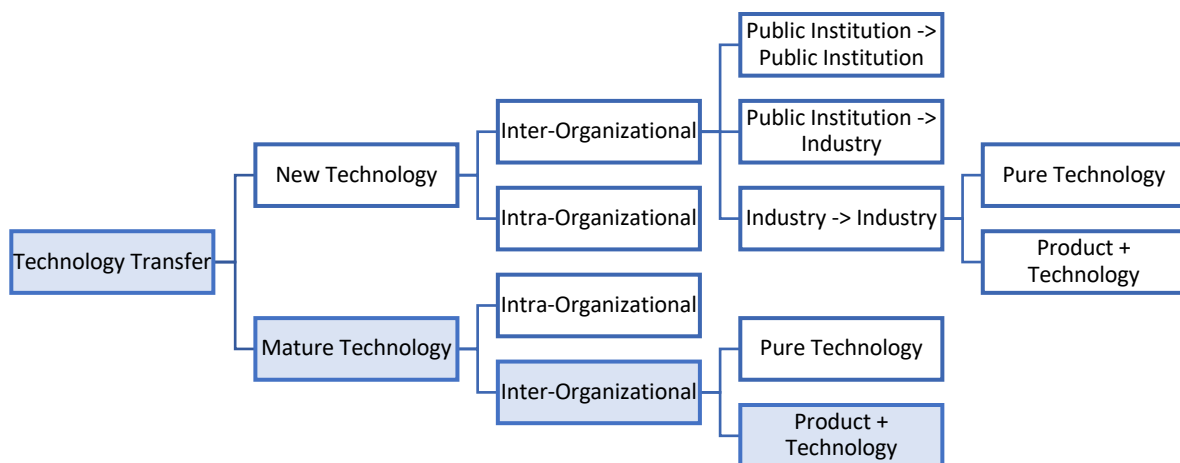 Public Institution ->
Public Institution
Inter-Organizational
Public Institution ->
Industry
New Technology
Pure Technology
Intra-Organizational
Industry -> Industry
Technology Transfer
Product +
Technology
Intra-Organizational
Mature Technology
Pure Technology
Inter-Organizational
Product +
Technology